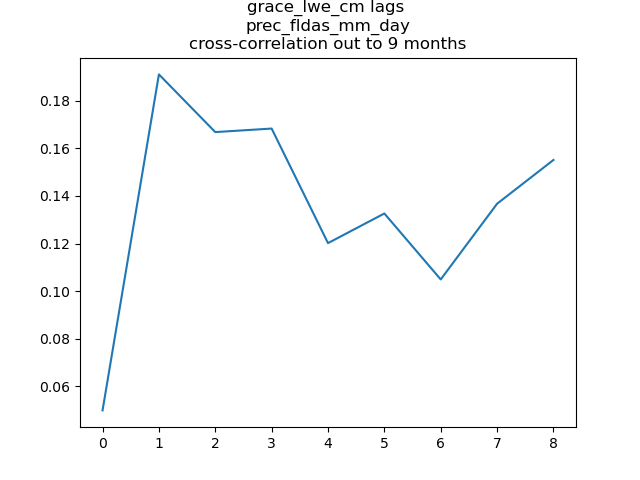 grace_lwe_cm lags
prec_fldas_mm_day
cross-correlation out to 9 months
0.18
0.16
0.14
0.12
0.10
0.08
0.06
0 1 2 3 4 5 6 7 8